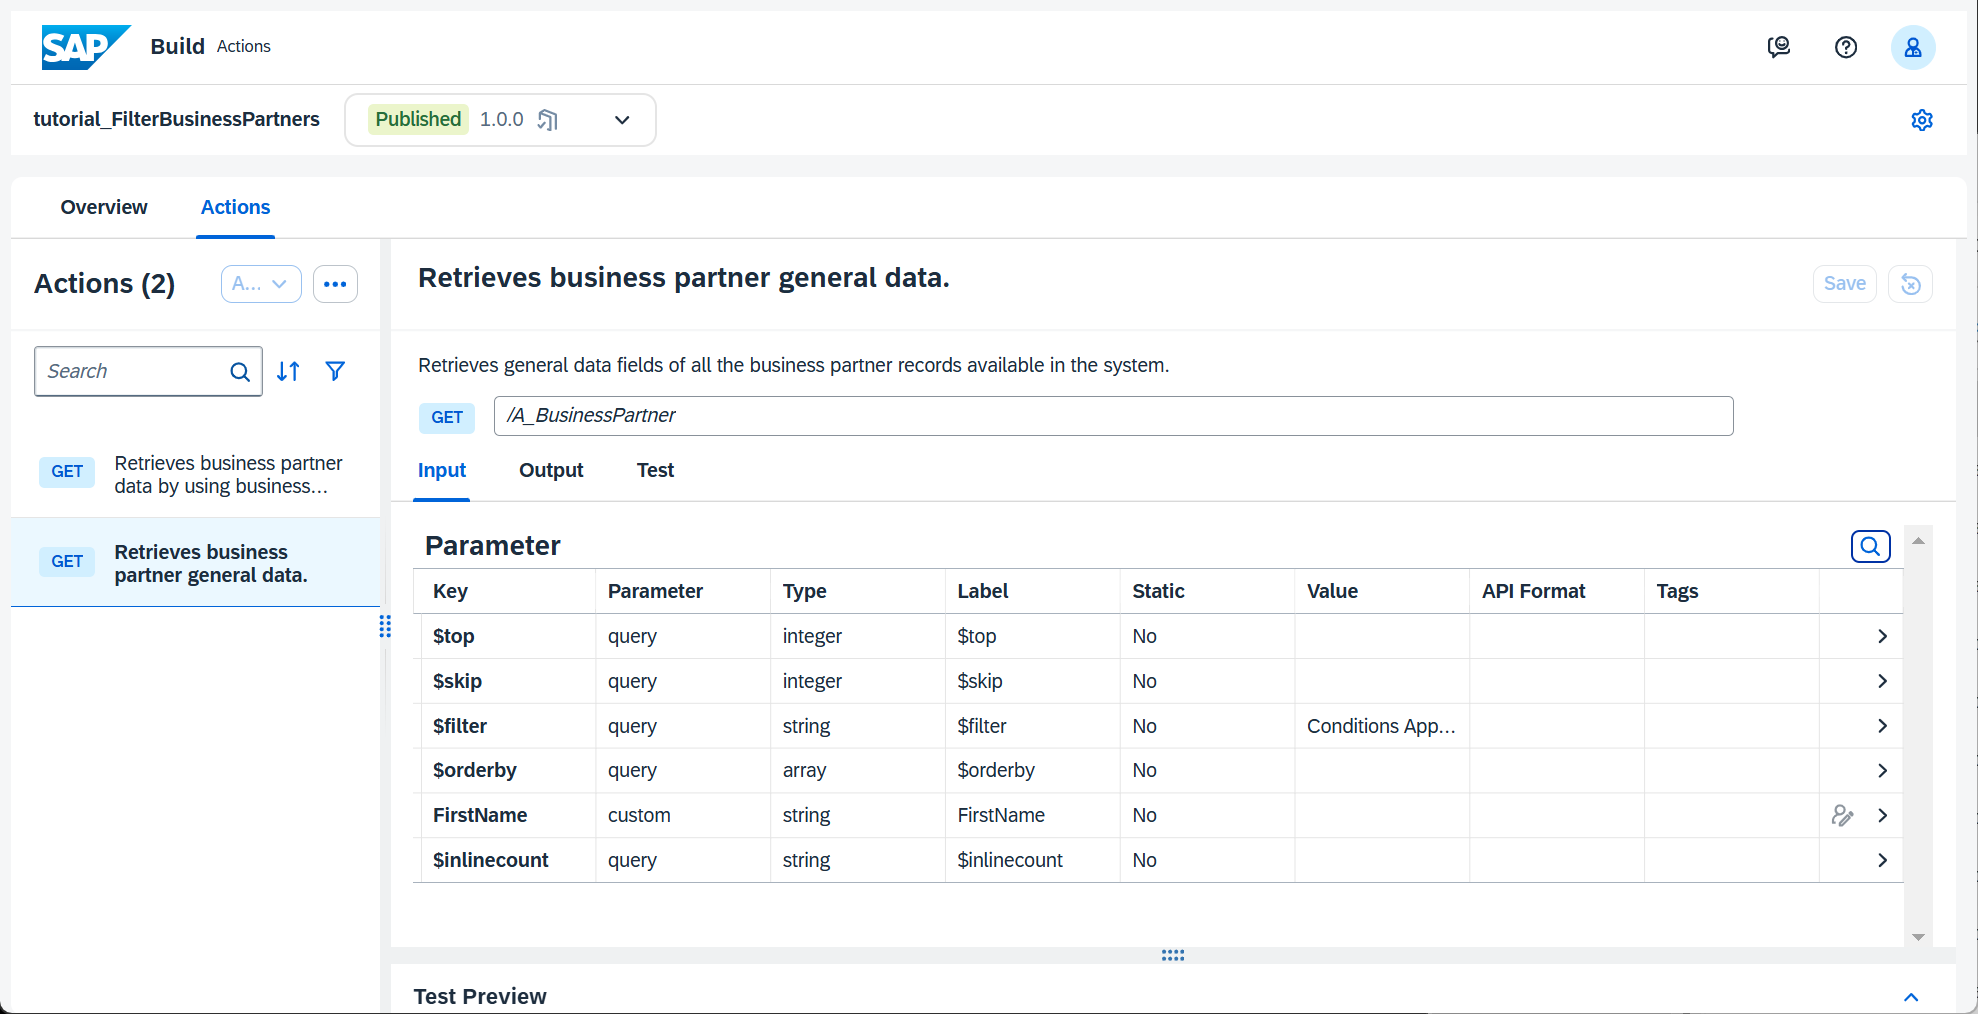 SAP Build Actions
tutorial_FilterBusinessPartners Published 1.0.0
Overview Actions
Actions (2) A...
Search
GET Retrieves business partner
data by using business...
GET Retrieves business
partner general data.
Retrieves business partner general data.
Save
Retrieves general data fields of all the business partner records available in the system.
GET /A_BusinessPartner
Input Output Test
Parameter
Key Parameter Type Label Static Value API Format Tags
$top query integer $top No
$skip query integer $skip No
$filter query string $filter No Conditions App...
$orderby query array $orderby No
FirstName custom string FirstName No
$inlinecount query string $inlinecount No
Test Preview